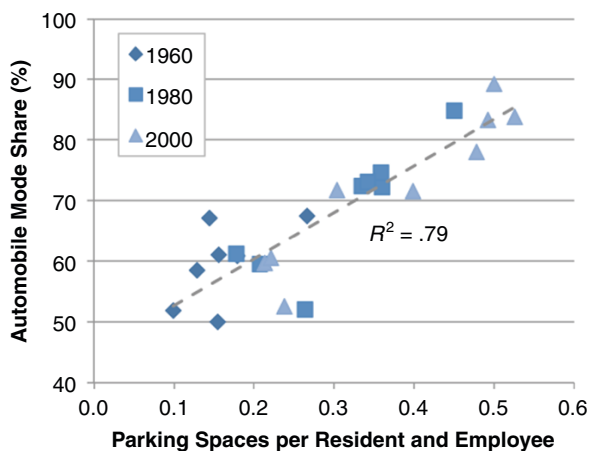 100
90
80
70
60
50
40
0.0 0.1 0.2 0.3 0.4 0.5 0.6
Automobile Mode Share (%)
Parking Spaces per Resident and Employee
1960
1980
2000
R² = .79